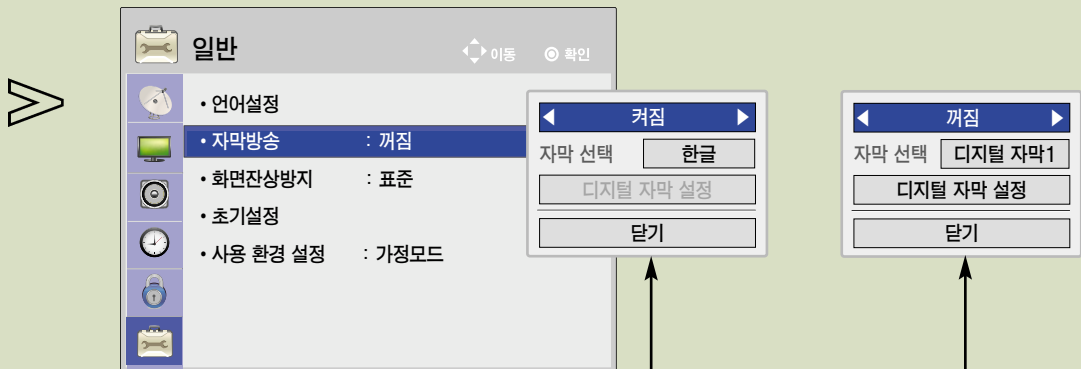 일반
이동 확인
• 언어설정
• 자막방송 : 꺼짐
• 화면잔상방지 : 표준
• 초기설정
• 사용 환경 설정 : 가정모드
켜짐
자막 선택 한글
디지털 자막 설정
닫기
꺼짐
자막 선택 디지털 자막1
디지털 자막 설정
닫기